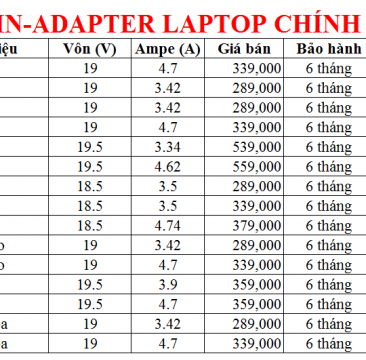 IN-ADAPTER LAPTOP CHÍNH
iệu Vôn (V) Ampe (A) Giá bán Bảo hành
19 4.7 339,000 6 tháng
19 3.42 289,000 6 tháng
19 3.42 289,000 6 tháng
19 4.7 339,000 6 tháng
19.5 3.34 539,000 6 tháng
19.5 4.62 559,000 6 tháng
18.5 3.5 289,000 6 tháng
18.5 3.5 339,000 6 tháng
18.5 4.74 379,000 6 tháng
o 19 3.42 289,000 6 tháng
o 19 4.7 339,000 6 tháng
19.5 3.9 359,000 6 tháng
19.5 4.7 359,000 6 tháng
a 19 3.42 289,000 6 tháng
a 19 4.7 339,000 6 tháng